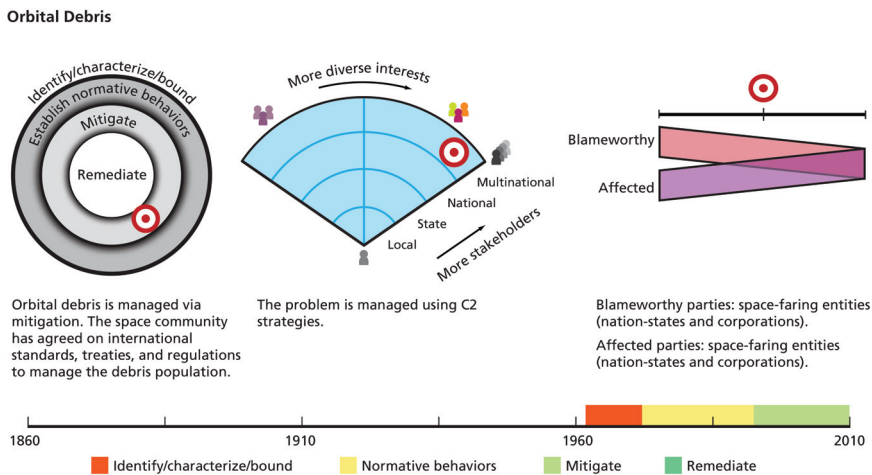 Orbital Debris
Identify/characterize/bound
Establish normative behaviors
Mitigate
Remediate
More diverse interests
Multinational
National
State
Local
More stakeholders
Blameworthy
Affected
Orbital debris is managed via
mitigation. The space community
has agreed on international
standards, treaties, and regulations
to manage the debris population.
The problem is managed using C2
strategies.
Blameworthy parties: space-faring entities
(nation-states and corporations).
Affected parties: space-faring entities
(nation-states and corporations).
1860
1910
1960
2010
Identify/characterize/bound
Normative behaviors
Mitigate
Remediate